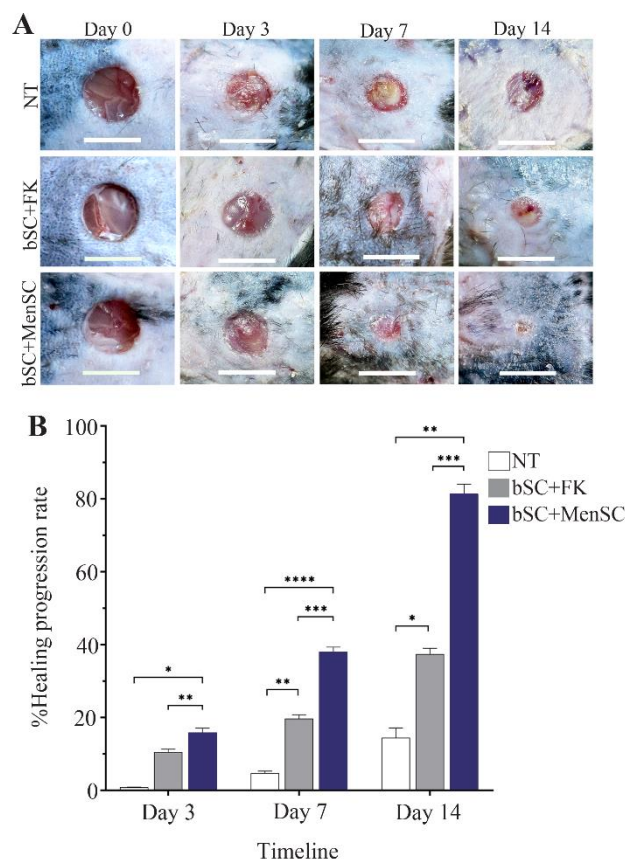 A
Day 0 Day 3 Day 7 Day 14
NT
bSC+FK
bSC+MenSC
B
100
80
60
40
20
0
%Healing progression rate
* **
** **** ***
* ** ***
NT
bSC+FK
bSC+MenSC
Day 3 Day 7 Day 14
Timeline